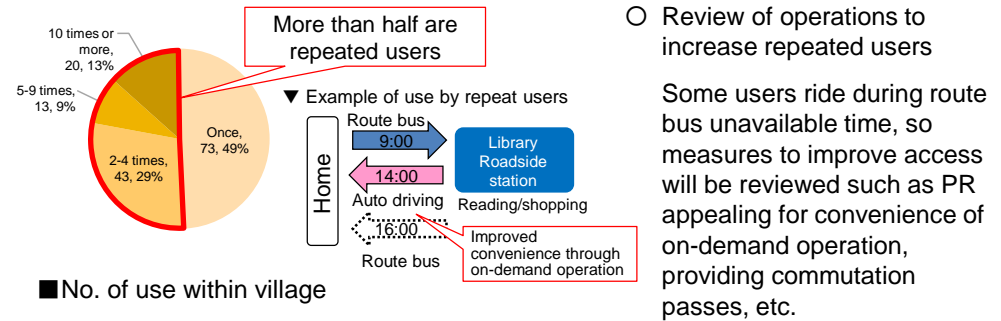 More than half are
repeated users
10 times or
more,
20, 13%
5-9 times,
13, 9%
2-4 times,
43, 29%
Once,
73, 49%
▼ Example of use by repeat users
Home
Route bus
9:00
14:00
Auto driving
16:00
Route bus
Library
Roadside
station
Reading/shopping
Improved
convenience through
on-demand operation
■No. of use within village
○ Review of operations to
increase repeated users
Some users ride during route
bus unavailable time, so
measures to improve access
will be reviewed such as PR
appealing for convenience of
on-demand operation,
providing commutation
passes, etc.